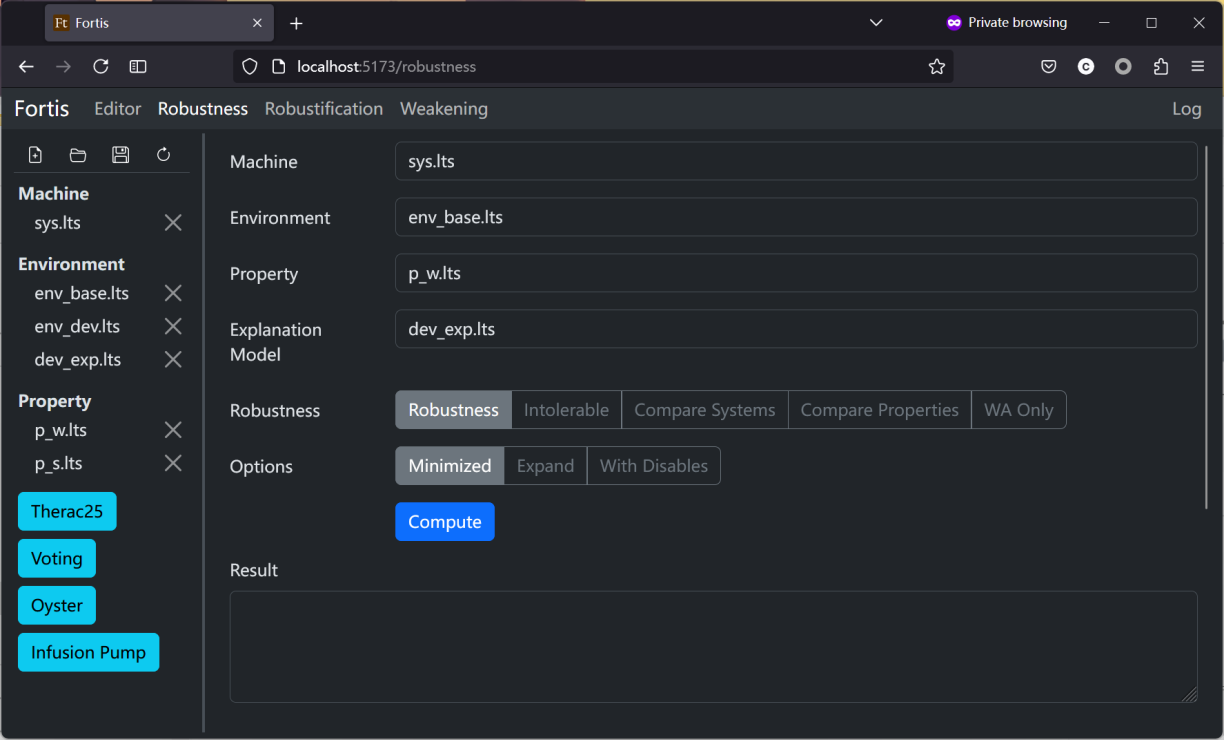 Ft Fortis
Private browsing
localhost:5173/robustness
Fortis Editor Robustness Robustification Weakening Log
Machine
sys.lts
Environment
env_base.lts
env_dev.lts
dev_exp.lts
Property
p_w.lts
p_s.lts
Therac25
Voting
Oyster
Infusion Pump
Machine sys.lts
Environment env_base.lts
Property p_w.lts
Explanation
Model
dev_exp.lts
Robustness Robustness Intolerable Compare Systems Compare Properties WA Only
Options Minimized Expand With Disables
Compute
Result